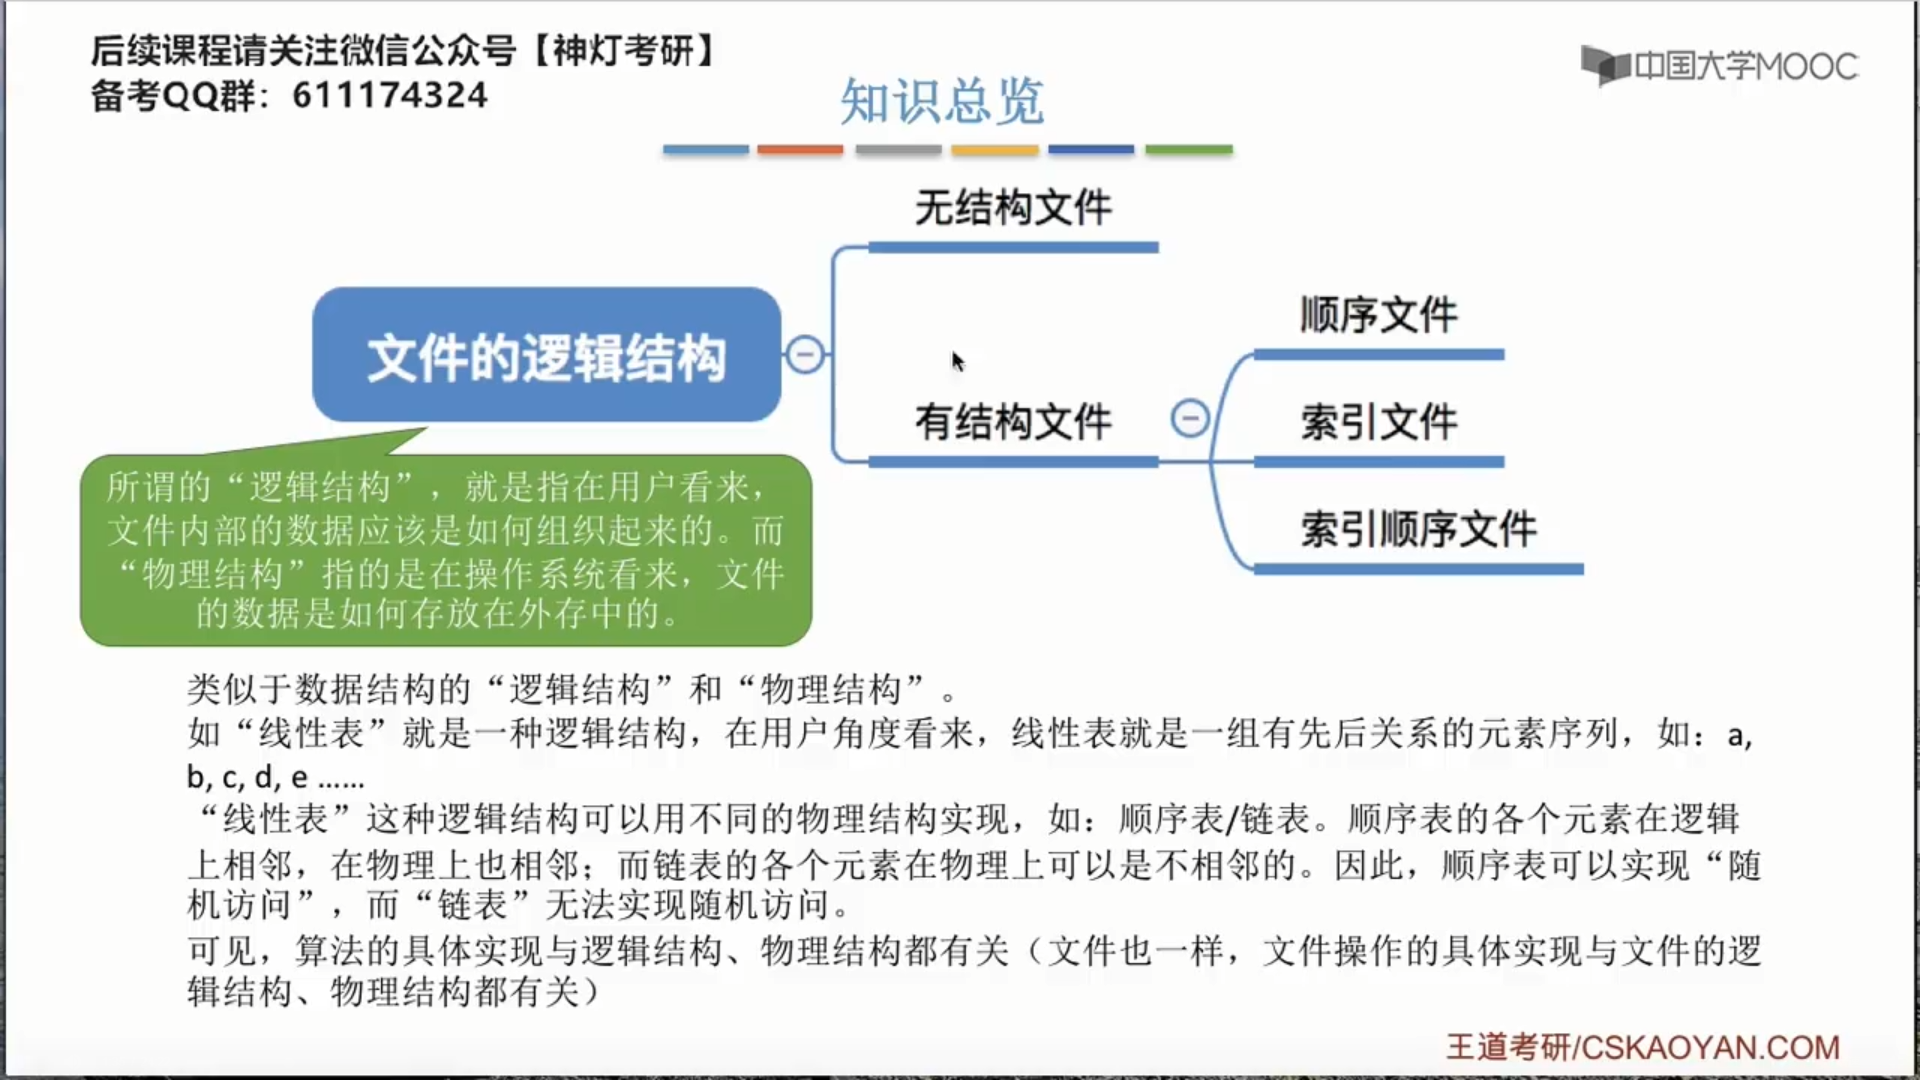 后续课程请关注微信公众号【神灯考研】
备考QQ群：611174324
中国大学MOOC
知识总览
无结构文件
顺序文件
文件的逻辑结构
有结构文件
索引文件
索引顺序文件
所谓的“逻辑结构”，就是指在用户看来，
文件内部的数据应该是如何组织起来的。而
“物理结构”指的是在操作系统看来，文件
的数据是如何存放在外存中的。
类似于数据结构的“逻辑结构”和“物理结构”。
如“线性表”就是一种逻辑结构，在用户角度看来，线性表就是一组有先后关系的元素序列，如：a,
b, c, d, e ……
“线性表”这种逻辑结构可以用不同的物理结构实现，如：顺序表/链表。顺序表的各个元素在逻辑
上相邻，在物理上也相邻；而链表的各个元素在物理上可以是不相邻的。因此，顺序表可以实现“随
机访问”，而“链表”无法实现随机访问。
可见，算法的具体实现与逻辑结构、物理结构都有关（文件也一样，文件操作的具体实现与文件的逻
辑结构、物理结构都有关）
王道考研/CSKAOYAN.COM